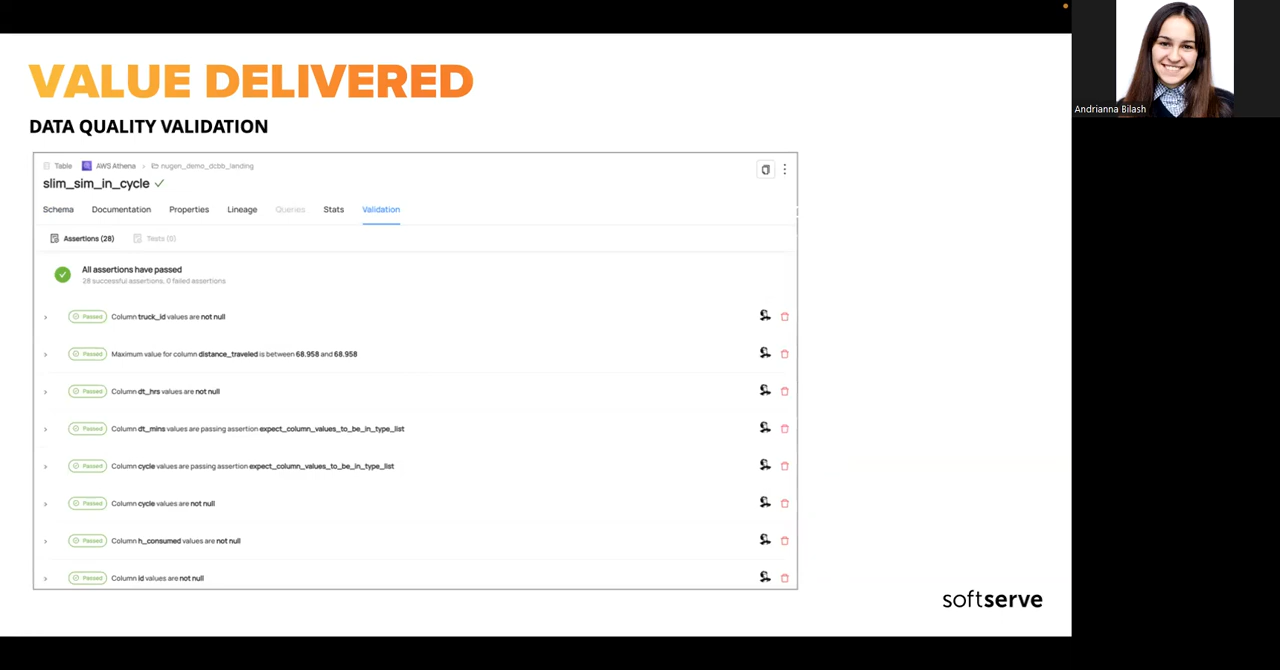 VALUE DELIVERED
DATA QUALITY VALIDATION
Table AWS Athena > nugen_demo_dcbb_landing
slim_sim_in_cycle
Schema Documentation Properties Lineage Queries Stats Validation
Assertions (28) Tests (0)
All assertions have passed
28 successful assertions, 0 failed assertions
Passed Column truck_id values are not null
Passed Maximum value for column distance_traveled is between 68.958 and 68.958
Passed Column dt_hrs values are not null
Passed Column dt_mins values are passing assertion expect_column_values_to_be_in_type_list
Passed Column cycle values are passing assertion expect_column_values_to_be_in_type_list
Passed Column cycle values are not null
Passed Column h_consumed values are not null
Passed Column id values are not null
softserve
Andrianna Bilash